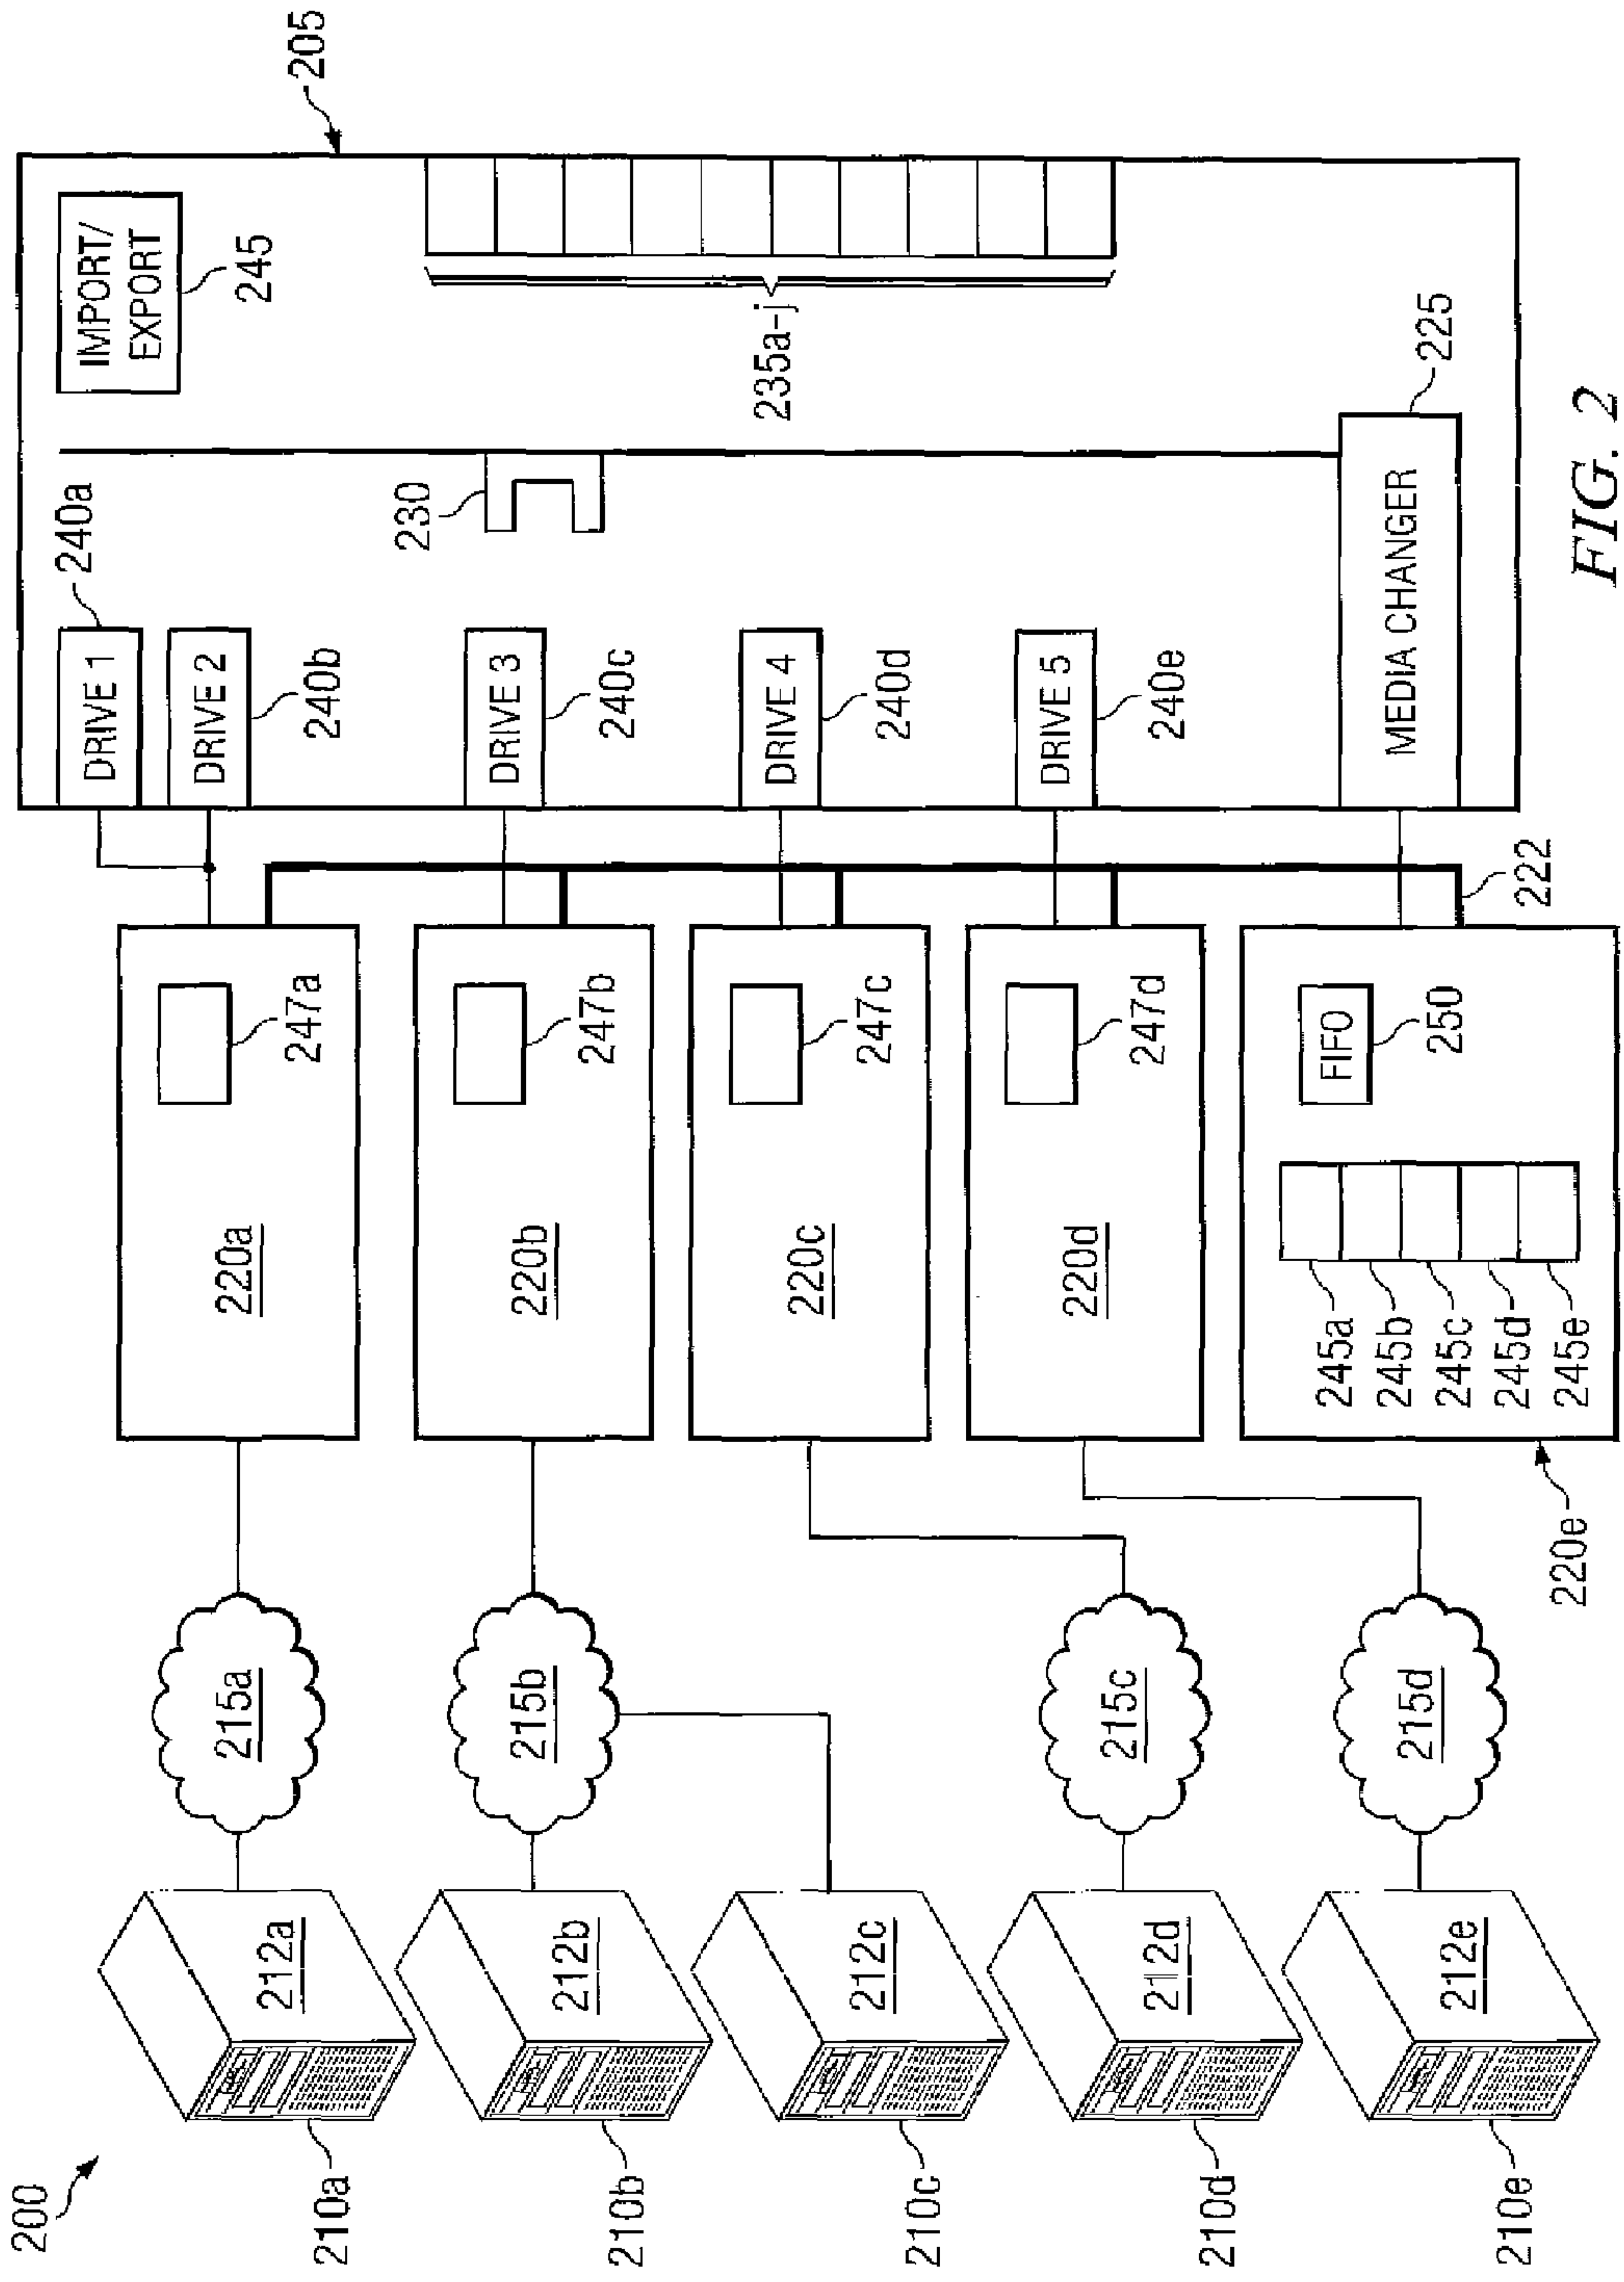 200
210a
212a
215a
220a
247a
DRIVE 1
240a
DRIVE 2
240b
IMPORT/
EXPORT
245
205
210b
212b
215b
220b
247b
DRIVE 3
240c
230
210c
212c
220c
247c
DRIVE 4
240d
235a-j
210d
212d
215c
220d
247d
DRIVE 5
240e
210e
212e
215d
220e
245a
245b
245c
245d
245e
FIFO
250
222
MEDIA CHANGER
225
FIG. 2